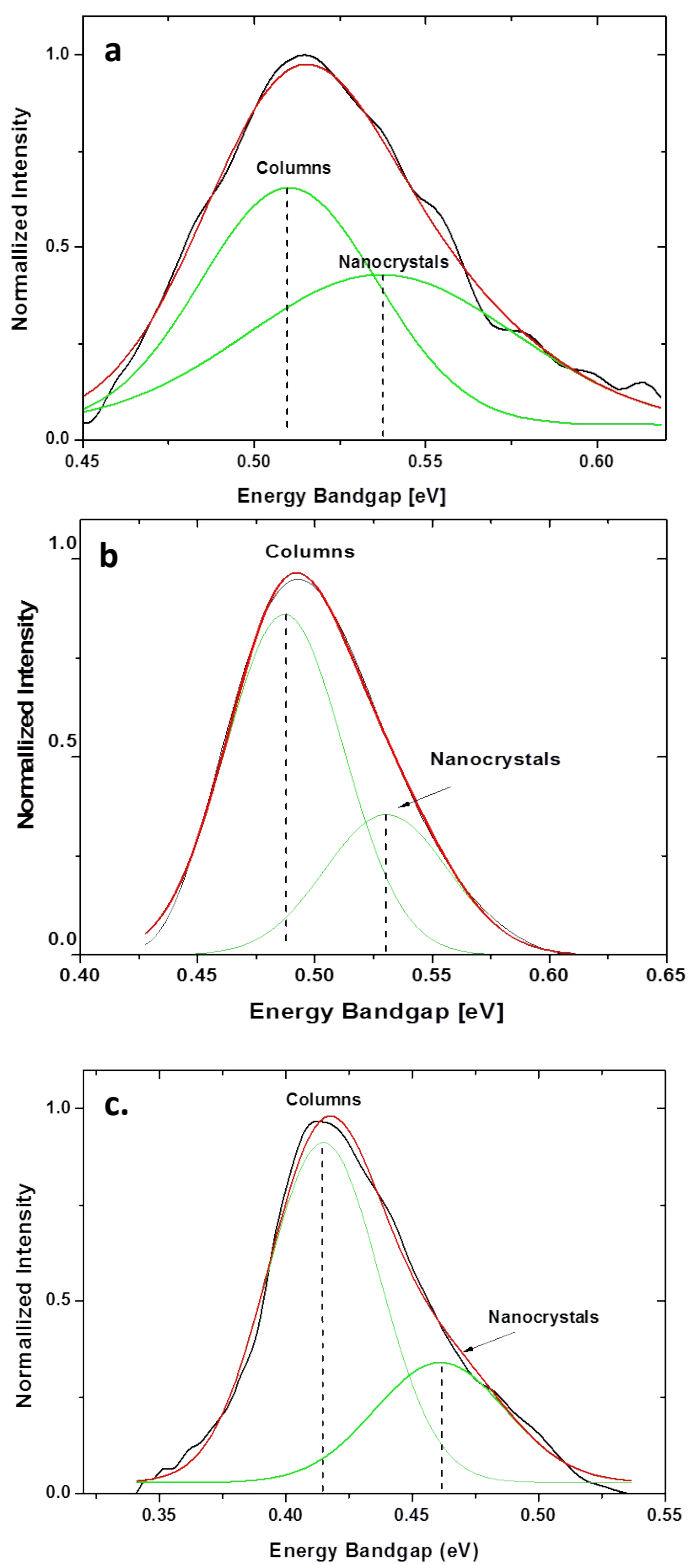 a
1.0
Columns
Nanocrystals
0.5
0.0
0.45
0.50
0.55
0.60
Normallized Intensity
Energy Bandgap [eV]
b
1.0
Columns
0.5
Nanocrystals
0.0
0.40
0.45
0.50
0.55
0.60
0.65
Normallized Intensity
Energy Bandgap [eV]
c.
Columns
1.0
0.5
Nanocrystals
0.0
0.35
0.40
0.45
0.50
0.55
Normallized Intensity
Energy Bandgap (eV)